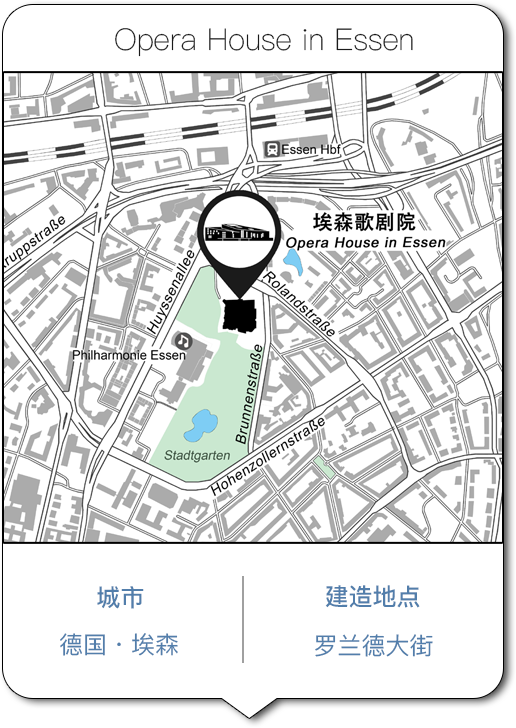 Opera House in Essen
Essen Hbf
埃森歌剧院
Opera House in Essen
ruppstraße
Huyssenallee
Rolandstraße
Philharmonie Essen
Brunnenstraße
Stadtgarten
Hohenzollernstraße
城市
建造地点
德国·埃森
罗兰德大街